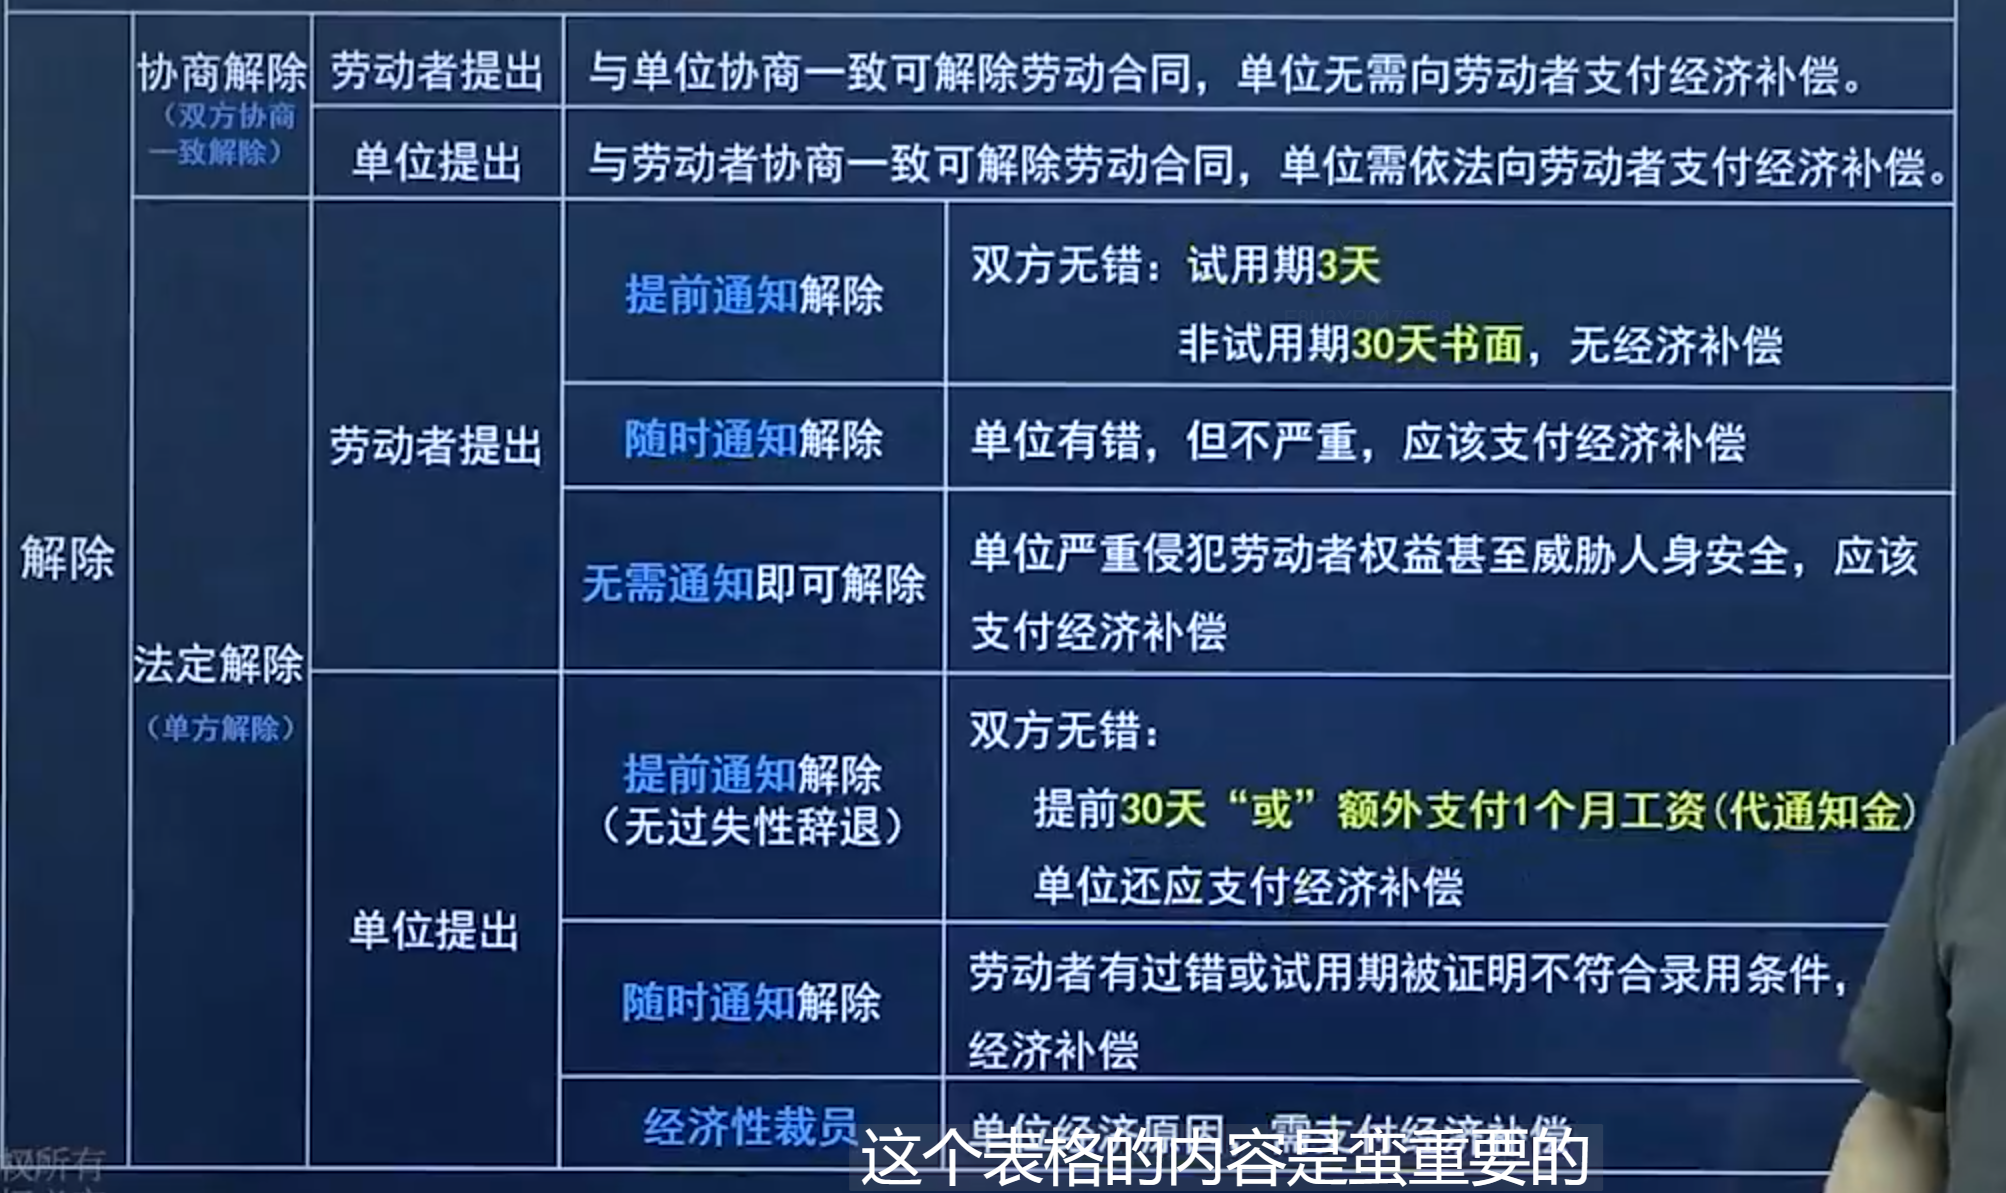 协商解除
（双方协商
一致解除）
劳动者提出
与单位协商一致可解除劳动合同，单位无需向劳动者支付经济补偿。
单位提出
与劳动者协商一致可解除劳动合同，单位需依法向劳动者支付经济补偿。
解除
法定解除
（单方解除）
劳动者提出
提前通知解除
双方无错：试用期3天
非试用期30天书面，无经济补偿
随时通知解除
单位有错，但不严重，应该支付经济补偿
无需通知即可解除
单位严重侵犯劳动者权益甚至威胁人身安全，应该
支付经济补偿
单位提出
提前通知解除
（无过失性辞退）
双方无错：
提前30天“或”额外支付1个月工资(代通知金)
单位还应支付经济补偿
随时通知解除
劳动者有过错或试用期被证明不符合录用条件，
经济补偿
经济性裁员
单位经济原因，需支付经济补偿
这个表格的内容是蛮重要的
权所有